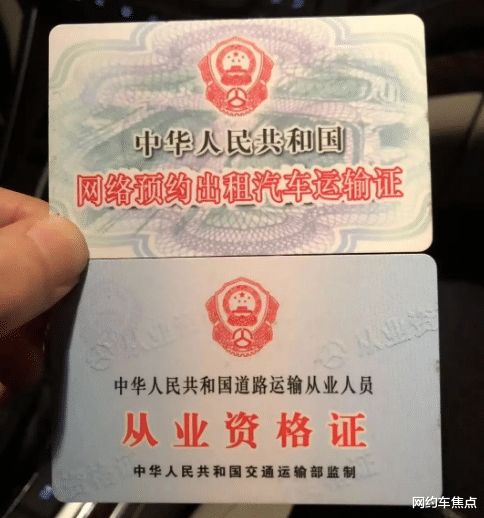 中华人民共和国
网络预约出租汽车运输证
从业资
中华人民共和国道路运输从业人员
从业资格证
中华人民共和国交通运输部监制
网约车焦点